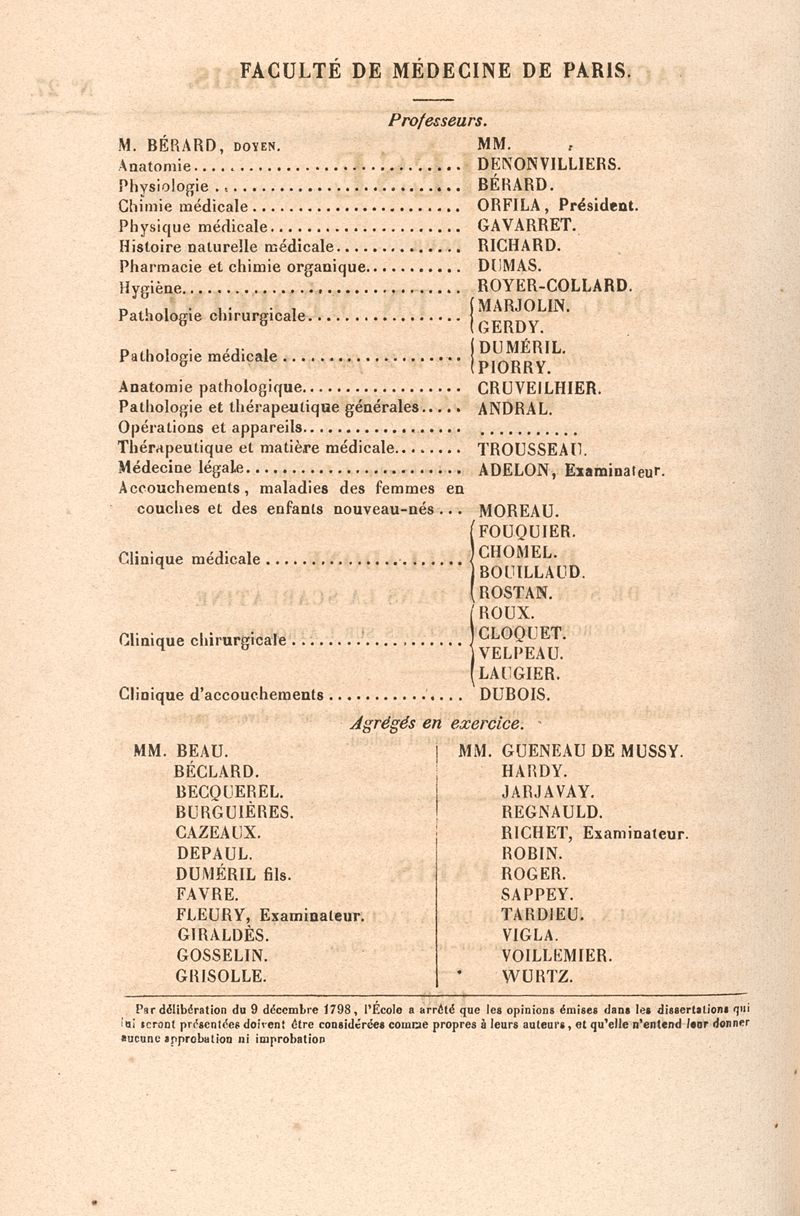 FACULTÉ DE MÉDECINE DE PARIS.
Professeurs.
M. BÉRARD, DOYEN. MM.
Anatomie........................... DENONVILLIERS.
Physiologie.......................... BÉRARD.
Chimie médicale....................... ORFILA, Président.
Physique médicale..................... GAVARRET.
Histoire naturelle médicale.............. RICHARD.
Pharmacie et chimie organique........... DUMAS.
Hygiène.............................. ROYER-COLLARD.
Pathologie chirurgicale................. { MARJOLIN.
GERDY.
Pathologie médicale.................... { DUMÉRIL.
PIORRY.
Anatomie pathologique.................. CRUVEILHIER.
Pathologie et thérapeutique générales..... ANDRAL.
Opérations et appareils.................. ...........
Thérapeutique et matière médicale........ TROUSSEAU.
Médecine légale........................ ADELON, Examinateur.
Accouchements, maladies des femmes en
couches et des enfants nouveau-nés... MOREAU.
Clinique médicale...................... { FOUQUIER.
CHOMEL.
BOUILLAUD.
ROSTAN.
Clinique chirurgicale................... { ROUX.
CLOQUET.
VELPEAU.
LAUGIER.
Clinique d'accouchements............... DUBOIS.
Agrégés en exercice.
MM. BEAU. MM. GUENEAU DE MUSSY.
BÉCLARD. HARDY.
BECQUEREL. JARJAVAY.
BURGUIÈRES. REGNAULD.
CAZEAUX. RICHET, Examinateur.
DEPAUL. ROBIN.
DUMÉRIL fils. ROGER.
FAVRE. SAPPEY.
FLEURY, Examinateur. TARDIEU.
GIRALDÈS. VIGLA.
GOSSELIN. VOILLEMIER.
GRISOLLE. WURTZ.
Par délibération du 9 décembre 1798, l'École a arrêté que les opinions émises dans les dissertations qui
lui seront présentées doivent être considérées comme propres à leurs auteurs, et qu'elle n'entend leur donner
aucune approbation ni improbation